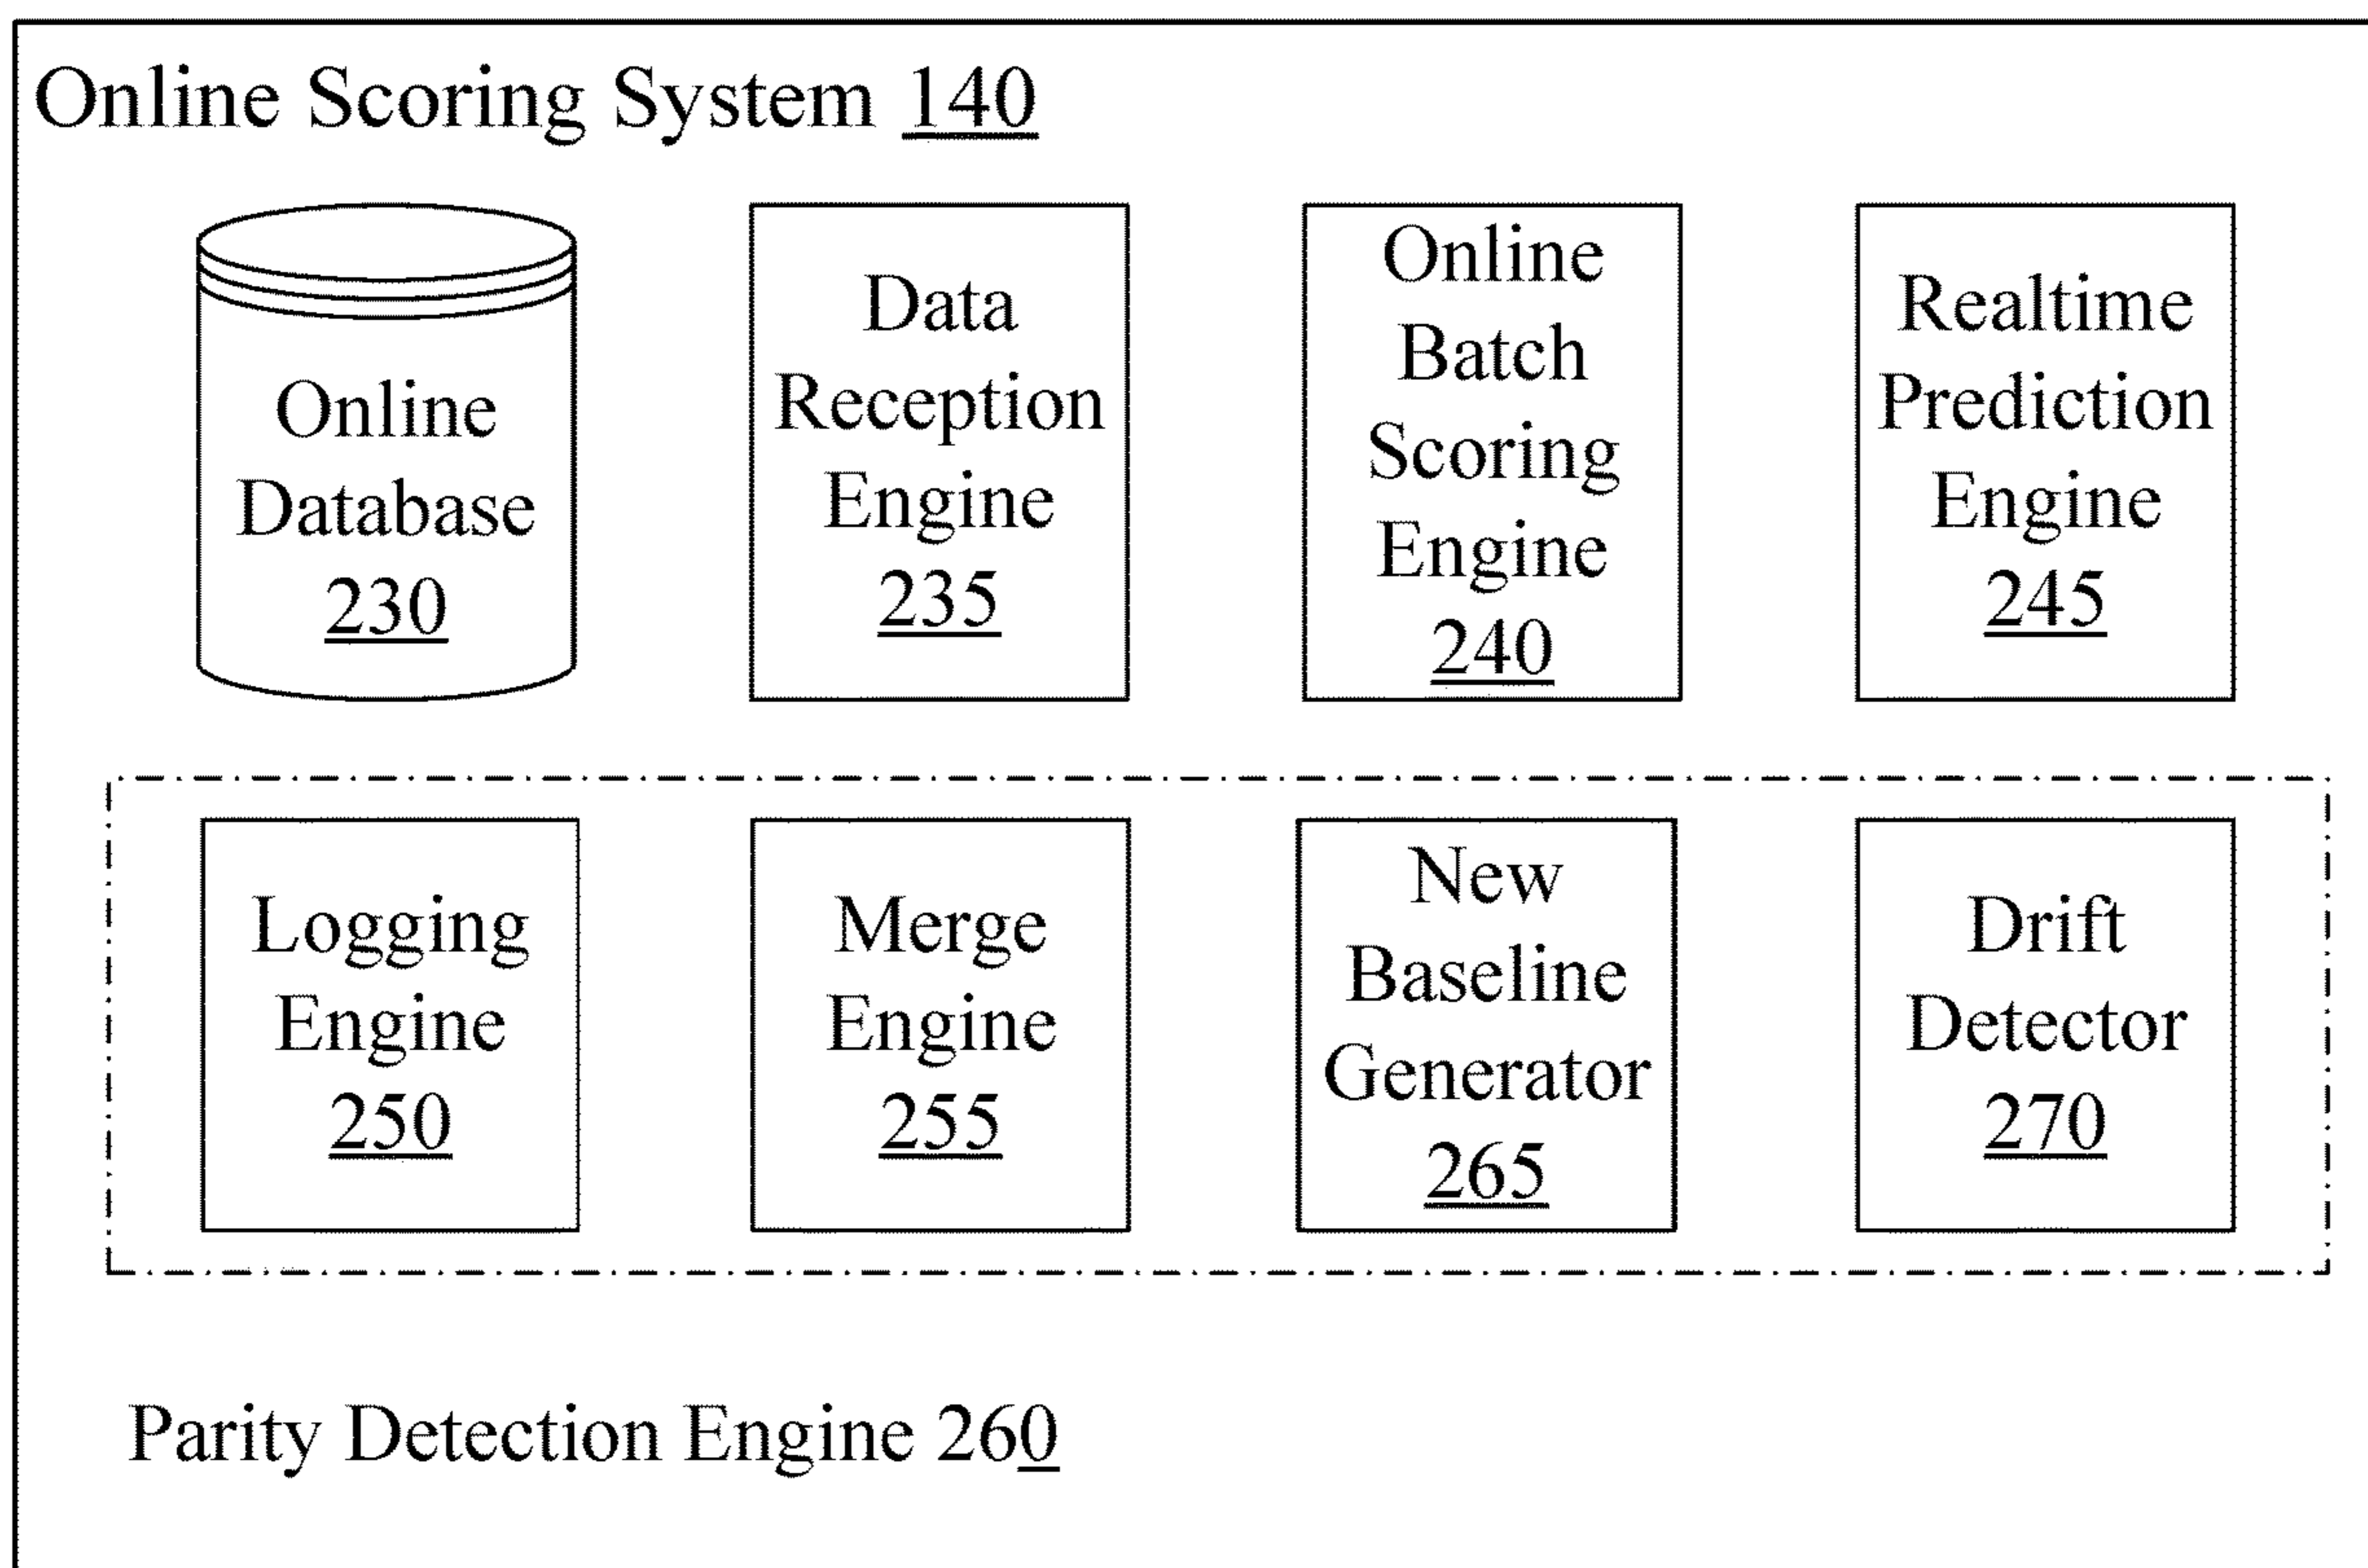 Online Scoring System 140
Online
Database
230
Data
Reception
Engine
235
Online
Batch
Scoring
Engine
240
Realtime
Prediction
Engine
245
Logging
Engine
250
Merge
Engine
255
New
Baseline
Generator
265
Drift
Detector
270
Parity Detection Engine 260